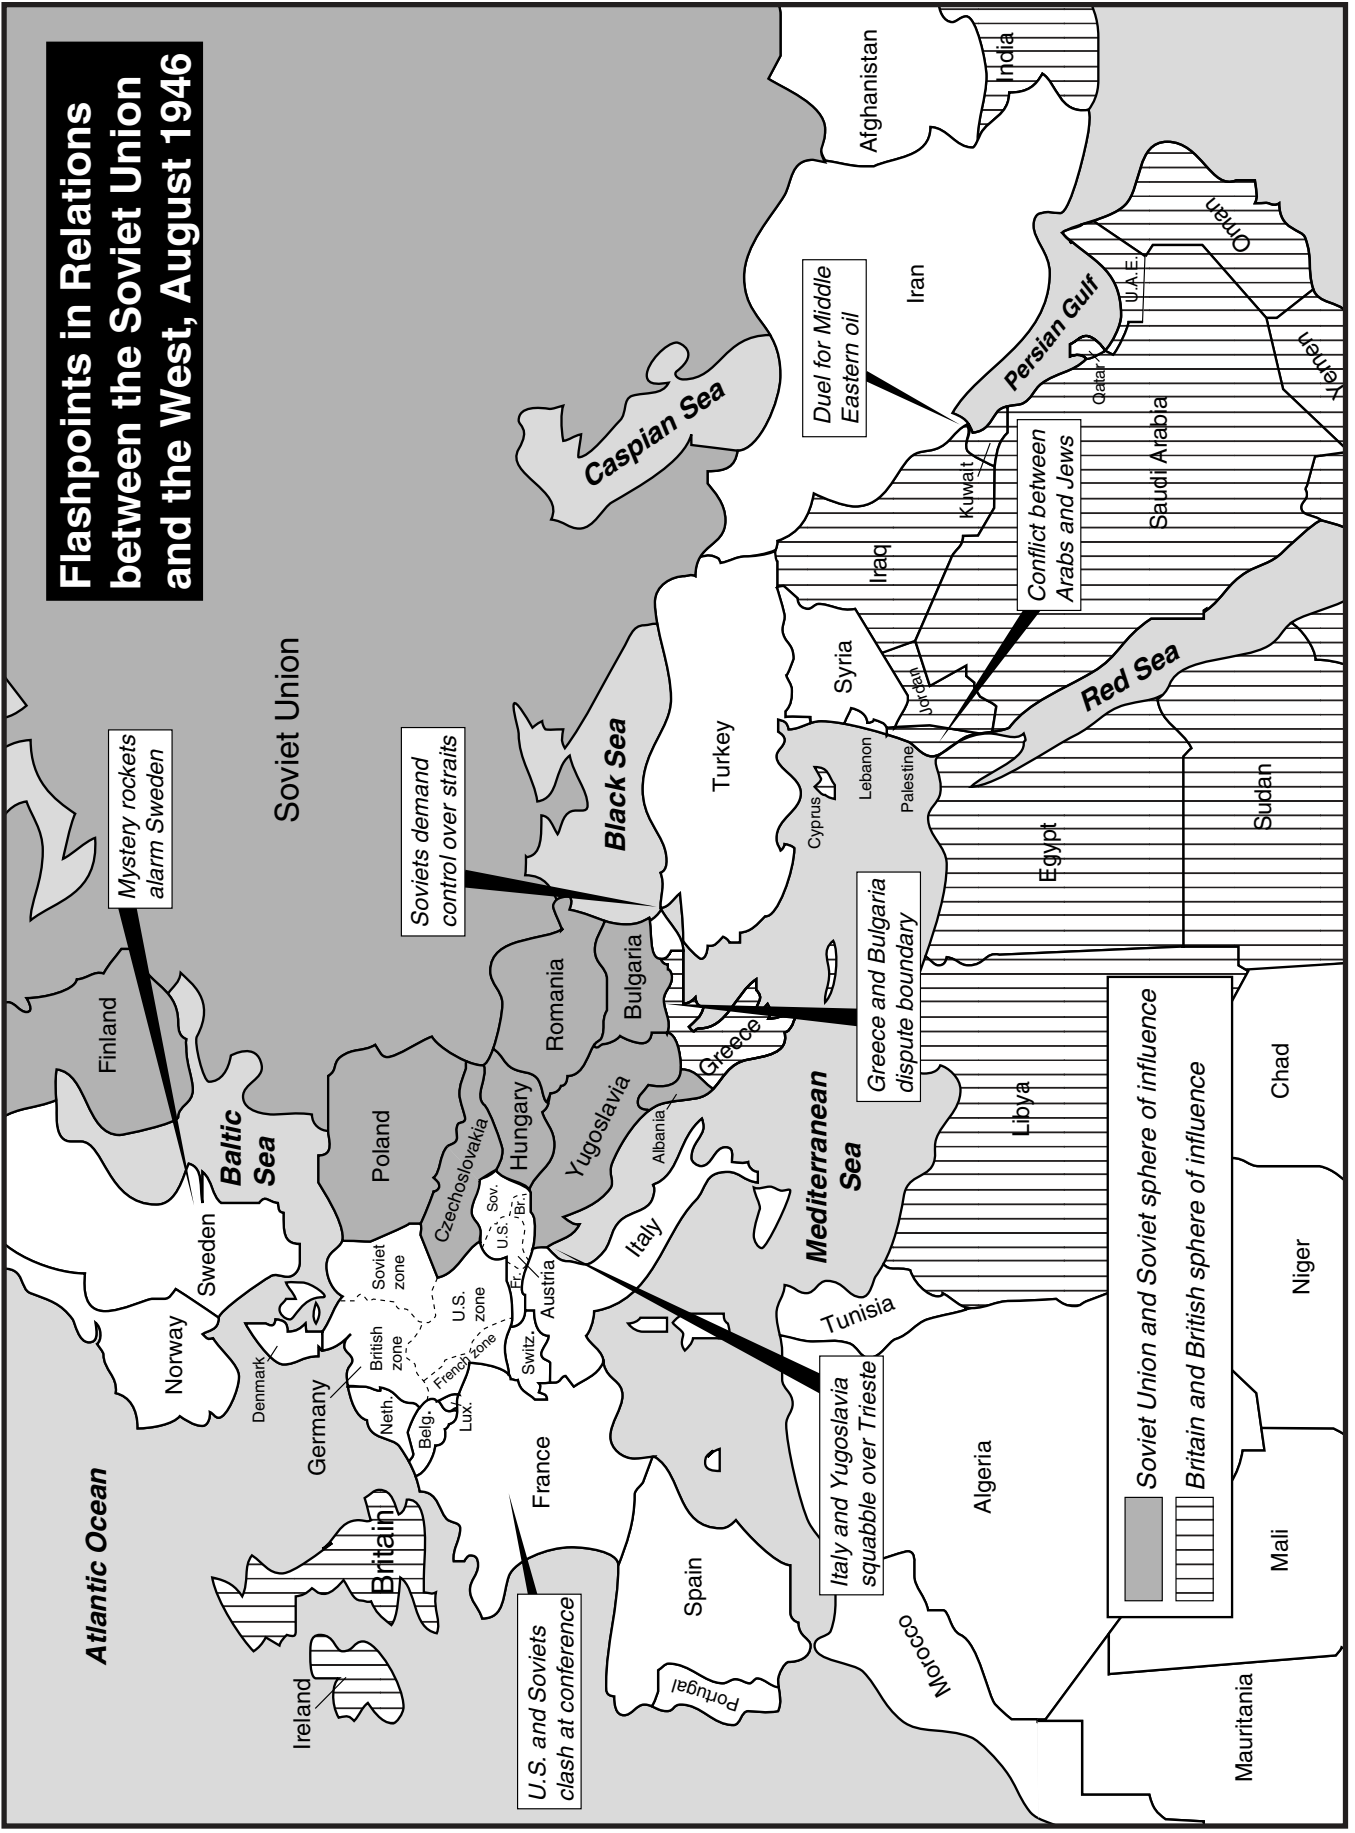 Flashpoints in Relations
between the Soviet Union
and the West, August 1946
Atlantic Ocean
Mystery rockets
alarm Sweden
Finland
Norway
Sweden
Baltic
Sea
Denmark
Soviet Union
Ireland
Britain
Germany
British
zone
Soviet
zone
U.S.
zone
French zone
Neth.
Belg.
Lux.
Poland
Czechoslovakia
Soviets demand
control over straits
Caspian Sea
U.S. and Soviets
clash at conference
France
Switz.
Austria
Fr.
U.S.
Sov.
Br.
Hungary
Romania
Yugoslavia
Bulgaria
Black Sea
Italy
Albania
Greece
Spain
Portugal
Turkey
Italy and Yugoslavia
squabble over Trieste
Mediterranean
Sea
Greece and Bulgaria
dispute boundary
Cyprus
Lebanon
Palestine
Syria
Jordan
Iraq
Duel for Middle
Eastern oil
Iran
Afghanistan
India
Kuwait
Persian Gulf
Conflict between
Arabs and Jews
Qatar
U.A.E.
Oman
Saudi Arabia
Yemen
Red Sea
Morocco
Algeria
Tunisia
Libya
Egypt
Sudan
Mauritania
Mali
Niger
Chad
Soviet Union and Soviet sphere of influence
Britain and British sphere of influence